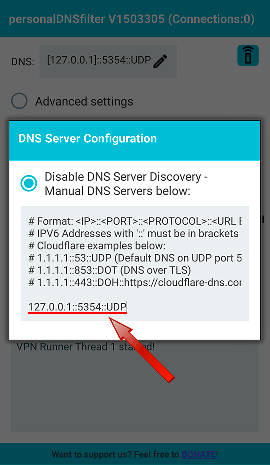 personalDNSfilter V1503305 (Connections:0)
DNS: [127.0.0.1]::5354::UDP
Advanced settings
DNS Server Configuration
Disable DNS Server Discovery -
Manual DNS Servers below:
# Format: <IP>::<PORT>::<PROTOCOL>::<URL E
# IPV6 Addresses with '::' must be in brackets
# Cloudflare examples below:
# 1.1.1.1::53::UDP (Default DNS on UDP port 5
# 1.1.1.1::853::DOT (DNS over TLS)
# 1.1.1.1::443::DOH::https://cloudflare-dns.co
127.0.0.1::5354::UDP
VPN Runner Thread 1 started!
Want to support us? Feel free to DONATE!